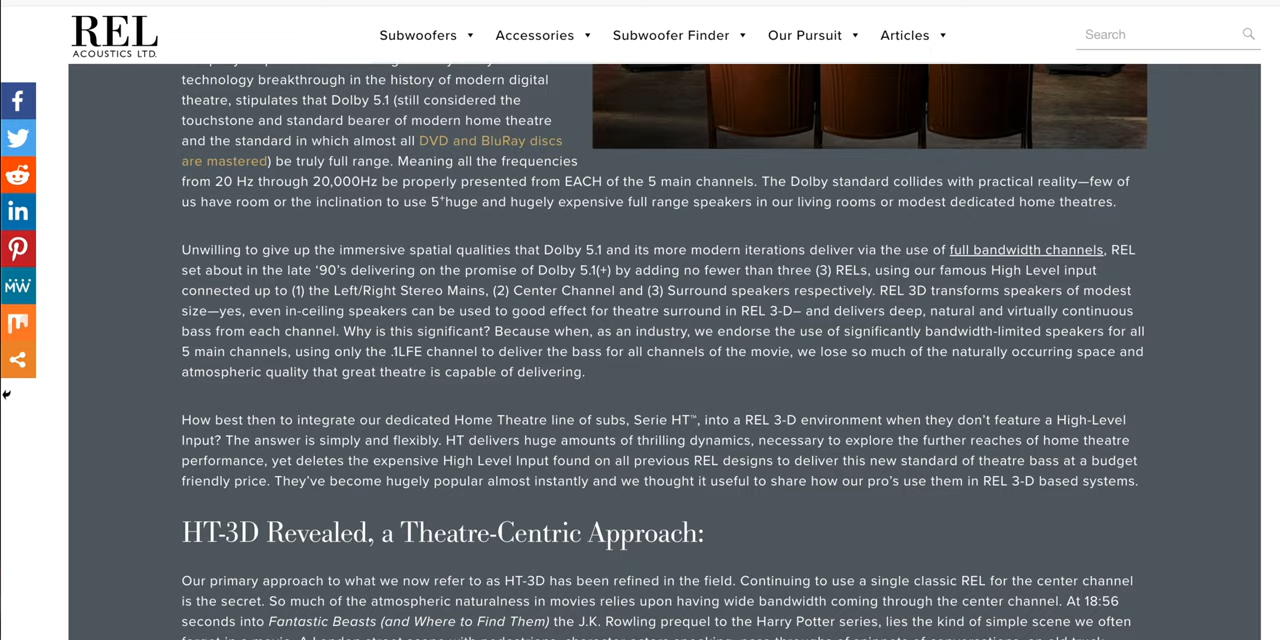 REL
ACOUSTICS LTD.
Subwoofers
Accessories
Subwoofer Finder
Our Pursuit
Articles
Search
technology breakthrough in the history of modern digital
theatre, stipulates that Dolby 5.1 (still considered the
touchstone and standard bearer of modern home theatre
and the standard in which almost all DVD and BluRay discs
are mastered) be truly full range. Meaning all the frequencies
from 20 Hz through 20,000Hz be properly presented from EACH of the 5 main channels. The Dolby standard collides with practical reality—few of
us have room or the inclination to use 5+huge and hugely expensive full range speakers in our living rooms or modest dedicated home theatres.
Unwilling to give up the immersive spatial qualities that Dolby 5.1 and its more modern iterations deliver via the use of full bandwidth channels, REL
set about in the late ‘90’s delivering on the promise of Dolby 5.1(+) by adding no fewer than three (3) RELs, using our famous High Level input
connected up to (1) the Left/Right Stereo Mains, (2) Center Channel and (3) Surround speakers respectively. REL 3D transforms speakers of modest
size—yes, even in-ceiling speakers can be used to good effect for theatre surround in REL 3-D– and delivers deep, natural and virtually continuous
bass from each channel. Why is this significant? Because when, as an industry, we endorse the use of significantly bandwidth-limited speakers for all
5 main channels, using only the .1LFE channel to deliver the bass for all channels of the movie, we lose so much of the naturally occurring space and
atmospheric quality that great theatre is capable of delivering.
How best then to integrate our dedicated Home Theatre line of subs, Serie HT™, into a REL 3-D environment when they don’t feature a High-Level
Input? The answer is simply and flexibly. HT delivers huge amounts of thrilling dynamics, necessary to explore the further reaches of home theatre
performance, yet deletes the expensive High Level Input found on all previous REL designs to deliver this new standard of theatre bass at a budget
friendly price. They’ve become hugely popular almost instantly and we thought it useful to share how our pro’s use them in REL 3-D based systems.
HT-3D Revealed, a Theatre-Centric Approach:
Our primary approach to what we now refer to as HT-3D has been refined in the field. Continuing to use a single classic REL for the center channel
is the secret. So much of the atmospheric naturalness in movies relies upon having wide bandwidth coming through the center channel. At 18:56
seconds into Fantastic Beasts (and Where to Find Them) the J.K. Rowling prequel to the Harry Potter series, lies the kind of simple scene we often